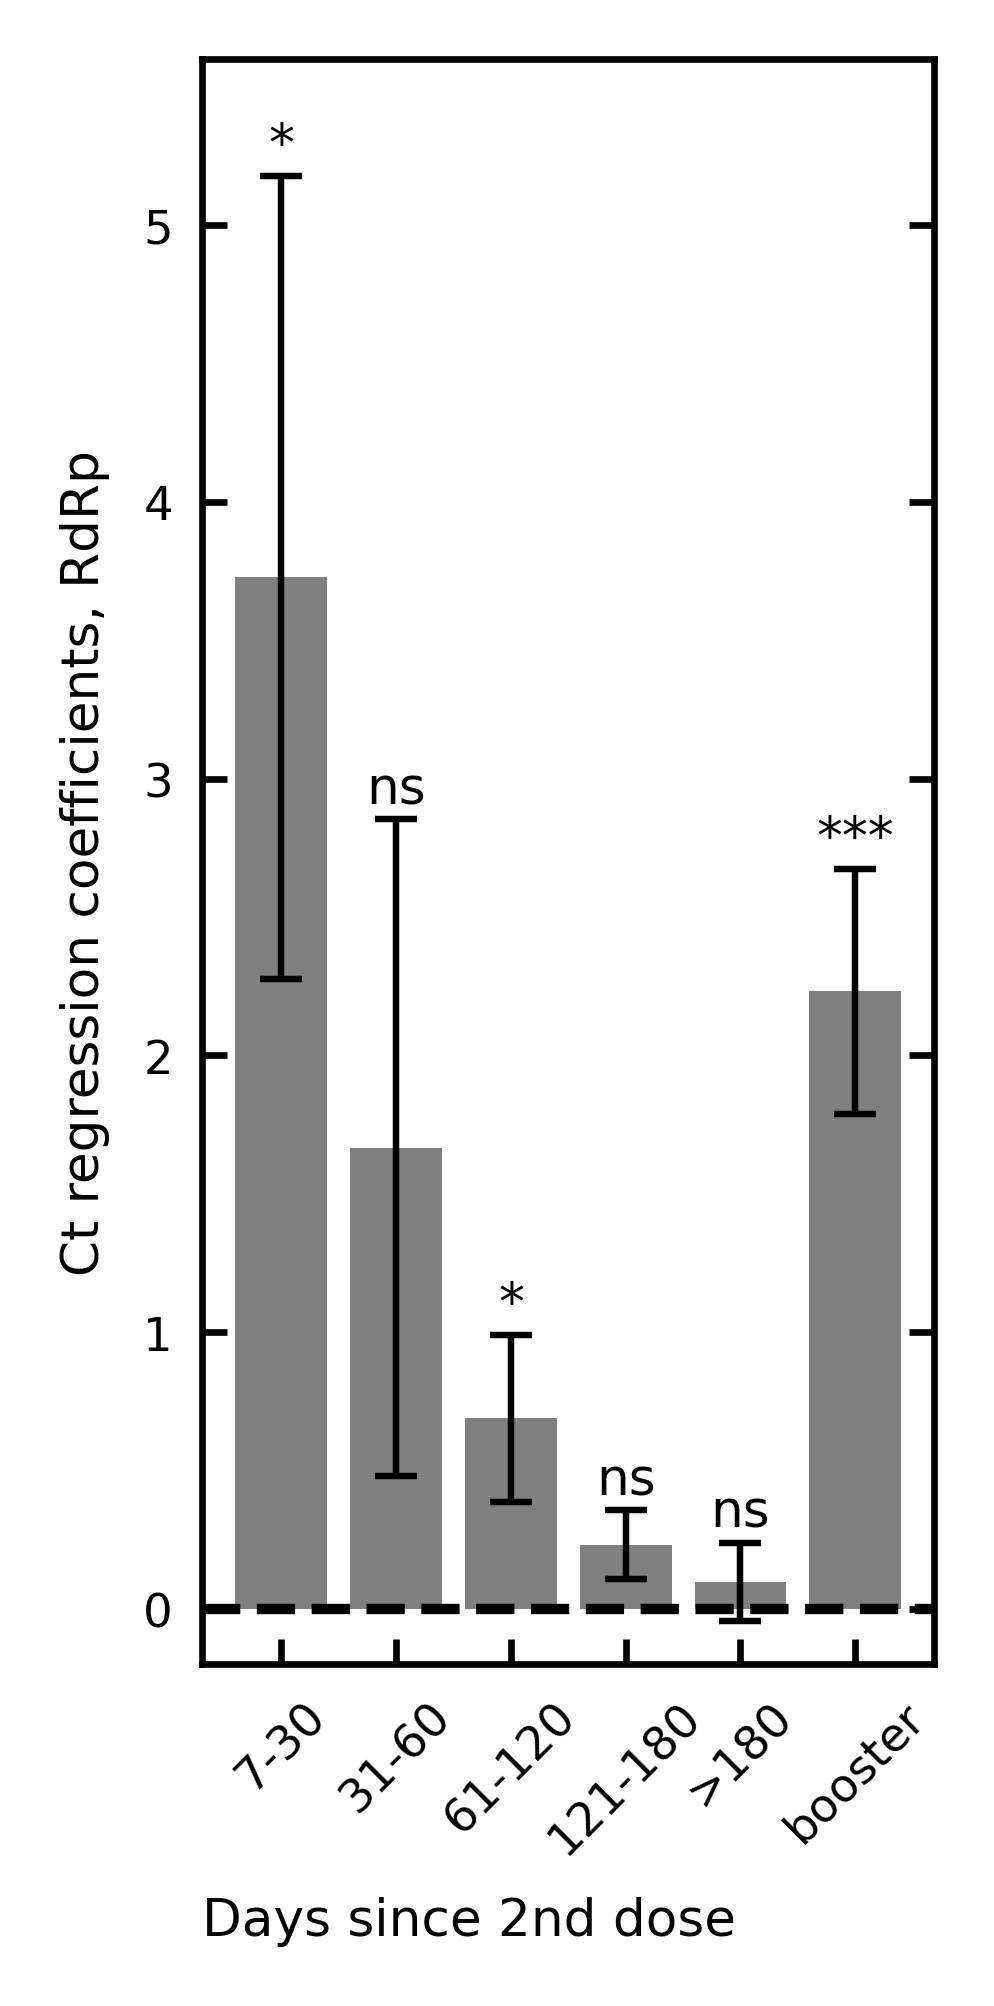 Ct regression coefficients, RdRp
5
4
3
2
1
0
*
ns
*
ns
ns
***
7-30
31-60
61-120
121-180
>180
booster
Days since 2nd dose